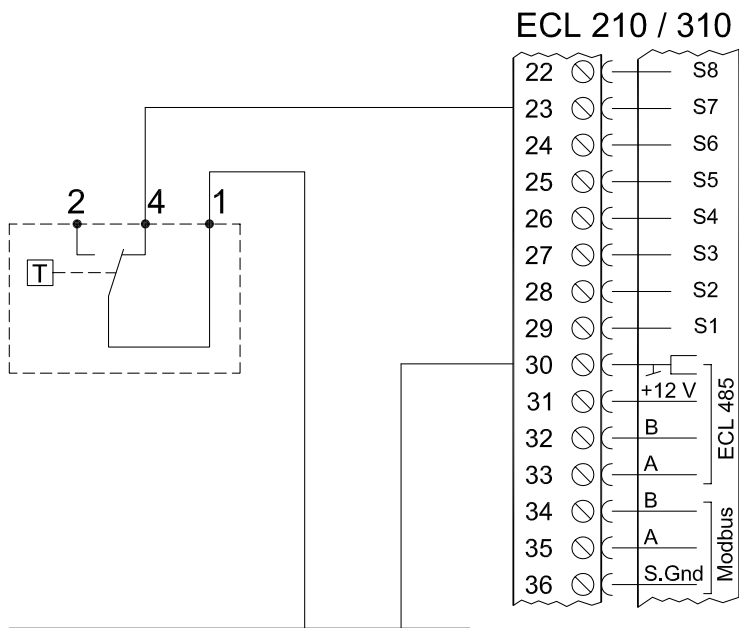 ECL 210 / 310
22 S8
23 S7
24 S6
25 S5
26 S4
27 S3
28 S2
29 S1
30
31 +12 V
32 B
33 A
34 B
35 A
36 S.Gnd
ECL 485
Modbus
2 4 1
T